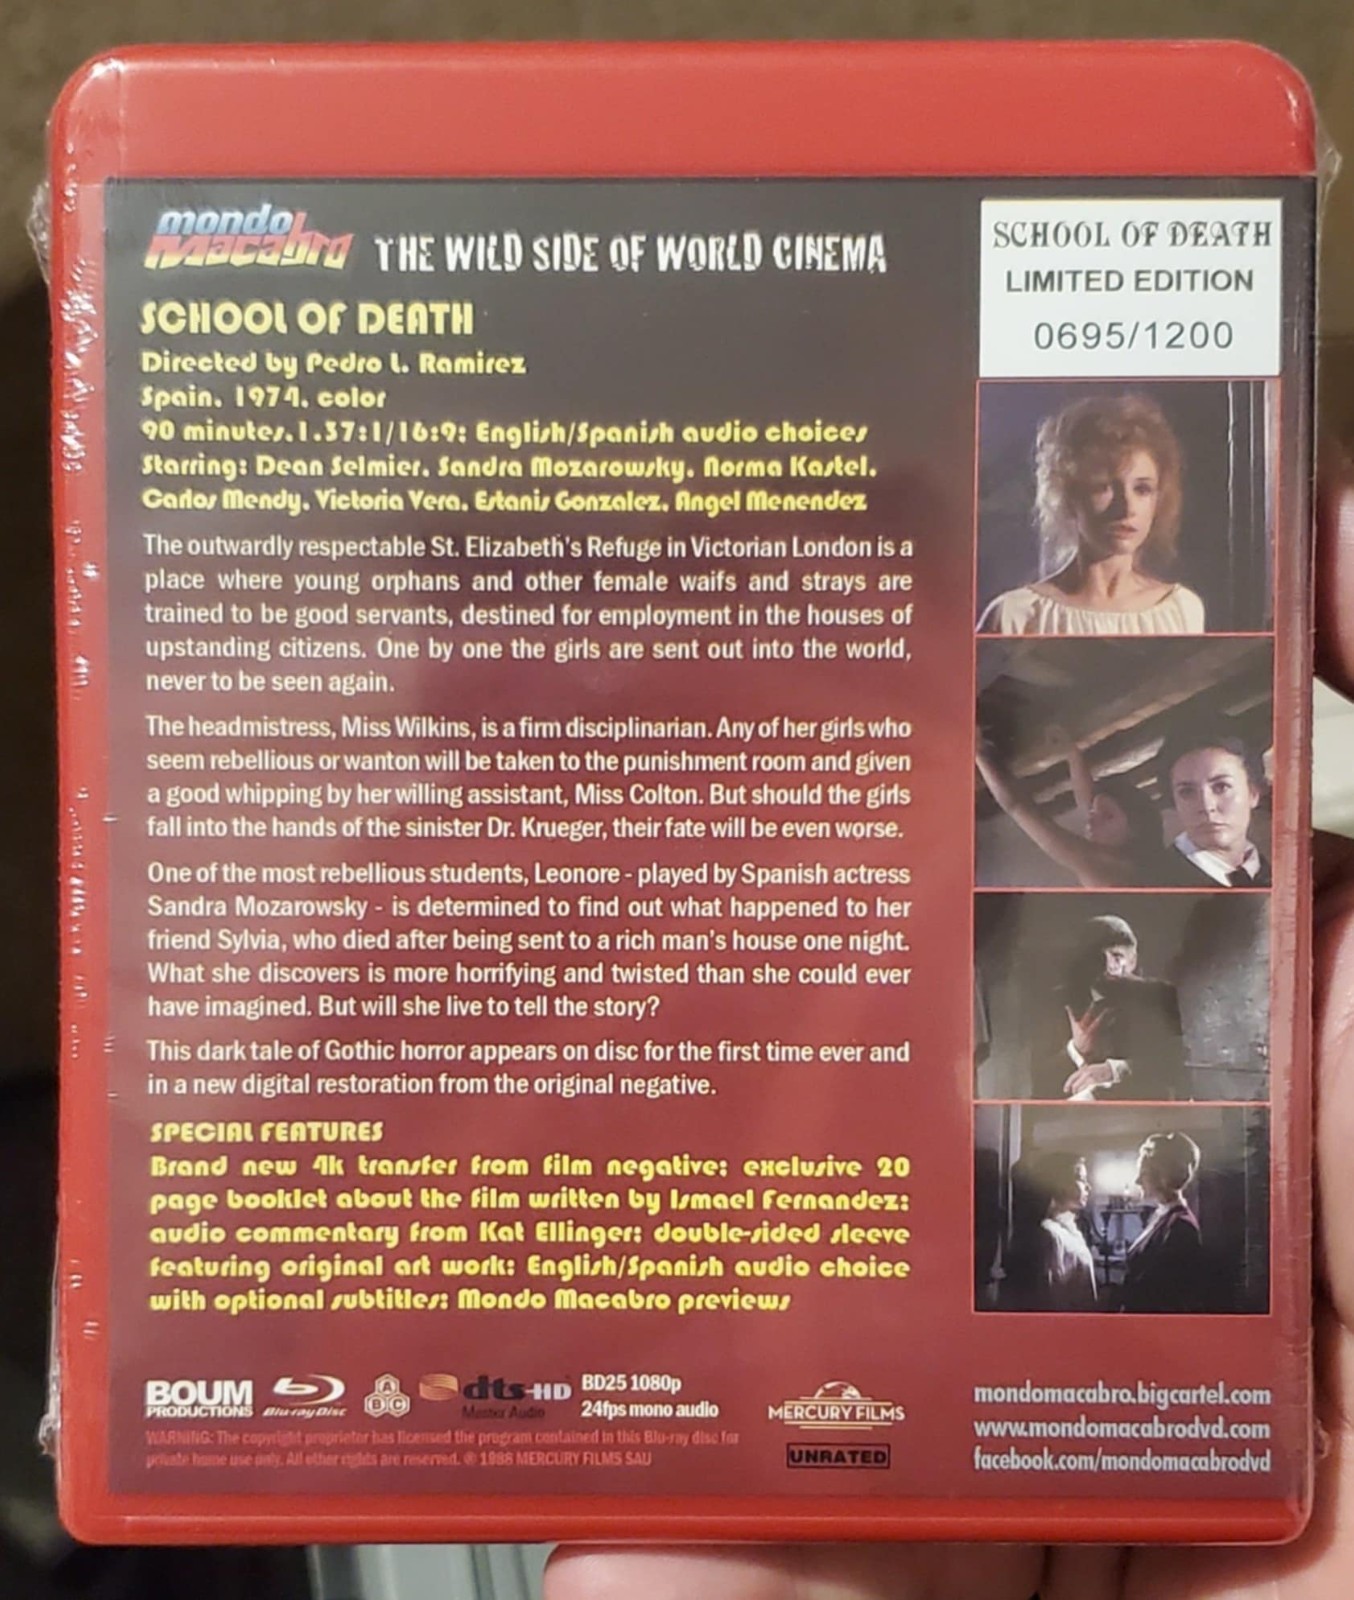 mondo Macabro THE WILD SIDE OF WORLD CINEMA
SCHOOL OF DEATH
LIMITED EDITION
0695/1200
SCHOOL OF DEATH
Directed by Pedro L. Ramirez
Spain, 1974, color
90 minutes,1.37:1/16:9; English/Spanish audio choices
Starring: Dean Selmier, Sandra Mozarowsky, Norma Kastel,
Carlos Mendy, Victoria Vera, Estanis Gonzalez, Angel Menendez
The outwardly respectable St. Elizabeth's Refuge in Victorian London is a
place where young orphans and other female waifs and strays are
trained to be good servants, destined for employment in the houses of
upstanding citizens. One by one the girls are sent out into the world,
never to be seen again.
The headmistress, Miss Wilkins, is a firm disciplinarian. Any of her girls who
seem rebellious or wanton will be taken to the punishment room and given
a good whipping by her willing assistant, Miss Colton. But should the girls
fall into the hands of the sinister Dr. Krueger, their fate will be even worse.
One of the most rebellious students, Leonore - played by Spanish actress
Sandra Mozarowsky - is determined to find out what happened to her
friend Sylvia, who died after being sent to a rich man's house one night.
What she discovers is more horrifying and twisted than she could ever
have imagined. But will she live to tell the story?
This dark tale of Gothic horror appears on disc for the first time ever and
in a new digital restoration from the original negative.
SPECIAL FEATURES
Brand new 4k transfer from film negative; exclusive 20
page booklet about the film written by Ismael Fernandez;
audio commentary from Kat Ellinger; double-sided sleeve
featuring original art work; English/Spanish audio choice
with optional subtitles; Mondo Macabro previews
BOUM
PRODUCTIONS
Blu-ray Disc
A
B C
dts-HD
Master Audio
BD25 1080p
24fps mono audio
MERCURY FILMS
UNRATED
WARNING: The copyright proprietor has licensed the program contained in this Blu-ray disc for
private home use only. All other rights are reserved. © 1986 MERCURY FILMS SAU
mondomacabro.bigcartel.com
www.mondomacabrodvd.com
facebook.com/mondomacabrodvd